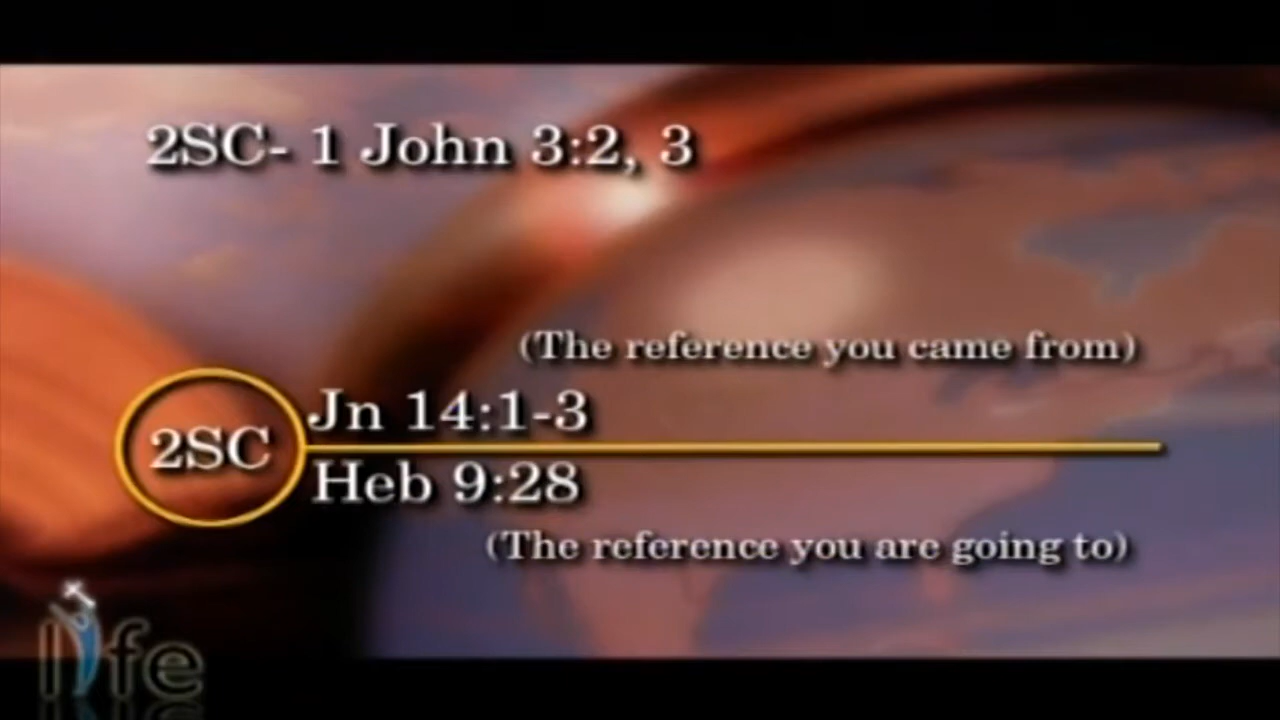 2SC- 1 John 3:2, 3
(The reference you came from)
Jn 14:1-3
2SC
Heb 9:28
(The reference you are going to)
life